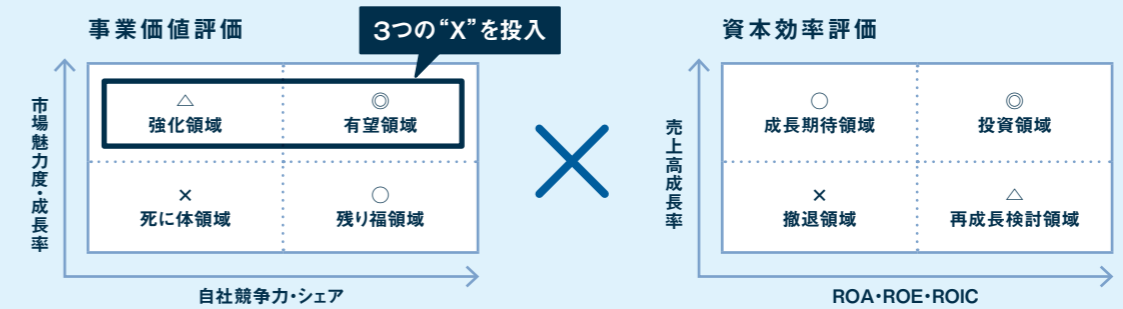 事業価値評価
3つの“X”を投入
市場魅力度・成長率
△
強化領域
◎
有望領域
×
死に体領域
○
残り福領域
自社競争力・シェア
×
資本効率評価
売上高成長率
○
成長期待領域
◎
投資領域
×
撤退領域
△
再成長検討領域
ROA・ROE・ROIC